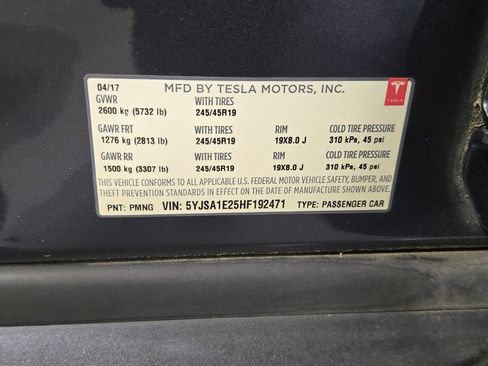 04/17 MFD BY TESLA MOTORS, INC.
GVWR WITH TIRES
2600 kg (5732 lb) 245/45R19
TESLA
GAWR FRT WITH TIRES RIM COLD TIRE PRESSURE
1276 kg (2813 lb) 245/45R19 19X8.0 J 310 kPa, 45 psi
GAWR RR WITH TIRES RIM COLD TIRE PRESSURE
1500 kg (3307 lb) 245/45R19 19X8.0 J 310 kPa, 45 psi
THIS VEHICLE CONFORMS TO ALL APPLICABLE U.S. FEDERAL MOTOR VEHICLE SAFETY, BUMPER, AND
THEFT PREVENTION STANDARDS IN EFFECT ON THE DATE OF MANUFACTURE SHOWN ABOVE.
PNT: PMNG VIN: 5YJSA1E25HF192471 TYPE: PASSENGER CAR